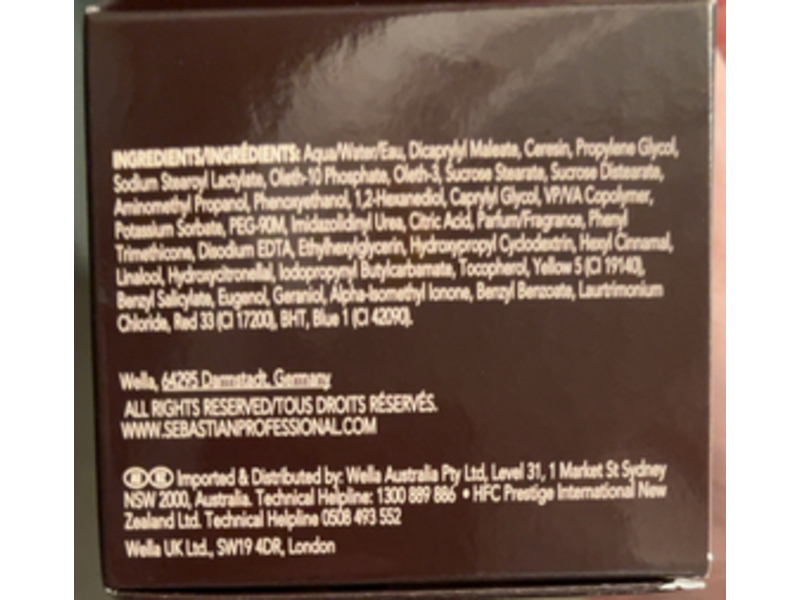 INGREDIENTS/INGRÉDIENTS: Aqua/Water/Eau, Dicaprylyl Maleate, Ceresin, Propylene Glycol,
Sodium Stearoyl Lactylate, Oleth-10 Phosphate, Oleth-3, Sucrose Stearate, Sucrose Distearate,
Aminomethyl Propanol, Phenoxyethanol, 1,2-Hexanediol, Caprylyl Glycol, VP/VA Copolymer,
Potassium Sorbate, PEG-90M, Imidazolidinyl Urea, Citric Acid, Parfum/Fragrance, Phenyl
Trimethicone, Disodium EDTA, Ethylhexylglycerin, Hydroxypropyl Cyclodextrin, Hexyl Cinnamal,
Linalool, Hydroxycitronellal, Iodopropynyl Butylcarbamate, Tocopherol, Yellow 5 (CI 19140),
Benzyl Salicylate, Eugenol, Geraniol, Alpha-Isomethyl Ionone, Benzyl Benzoate, Laurtrimonium
Chloride, Red 33 (CI 17200), BHT, Blue 1 (CI 42090).
Wella, 64295 Darmstadt, Germany
ALL RIGHTS RESERVED/TOUS DROITS RÉSERVÉS.
WWW.SEBASTIANPROFESSIONAL.COM
Imported & Distributed by: Wella Australia Pty Ltd, Level 31, 1 Market St Sydney
NSW 2000, Australia. Technical Helpline: 1300 889 886 • HFC Prestige International New
Zealand Ltd. Technical Helpline 0508 493 552
Wella UK Ltd., SW19 4DR, London